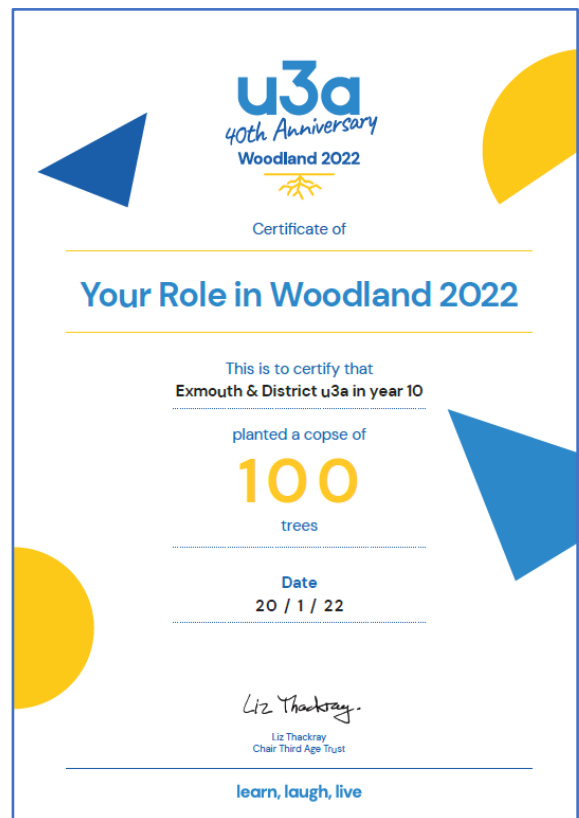 u3a
40th Anniversary
Woodland 2022
Certificate of
Your Role in Woodland 2022
This is to certify that
Exmouth & District u3a in year 10
planted a copse of
100
trees
Date
20 / 1 / 22
Liz Thackray.
Liz Thackray
Chair Third Age Trust
learn, laugh, live